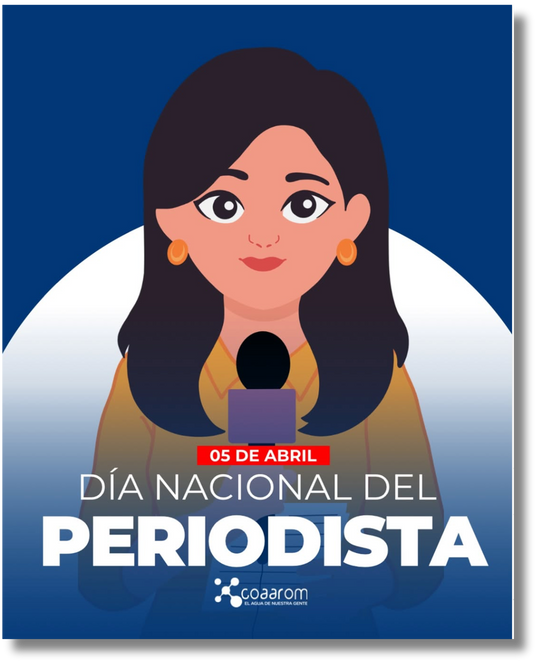 05 DE ABRIL
DÍA NACIONAL DEL
PERIODISTA
coaarom
EL AGUA DE NUESTRA GENTE